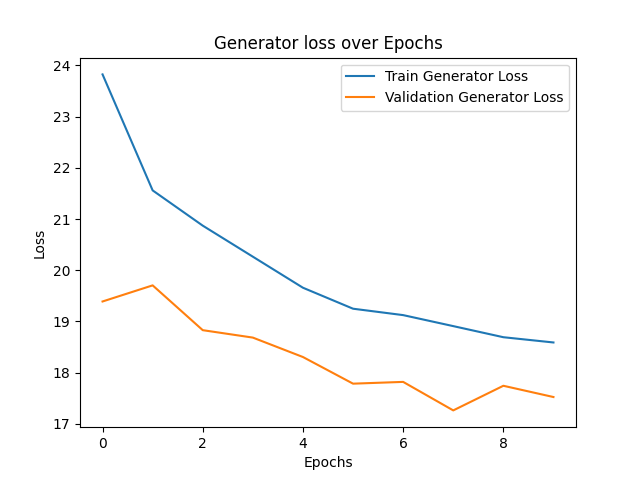 Generator loss over Epochs
Train Generator Loss
Validation Generator Loss
24
23
22
21
20
19
18
17
Loss
0 2 4 6 8
Epochs